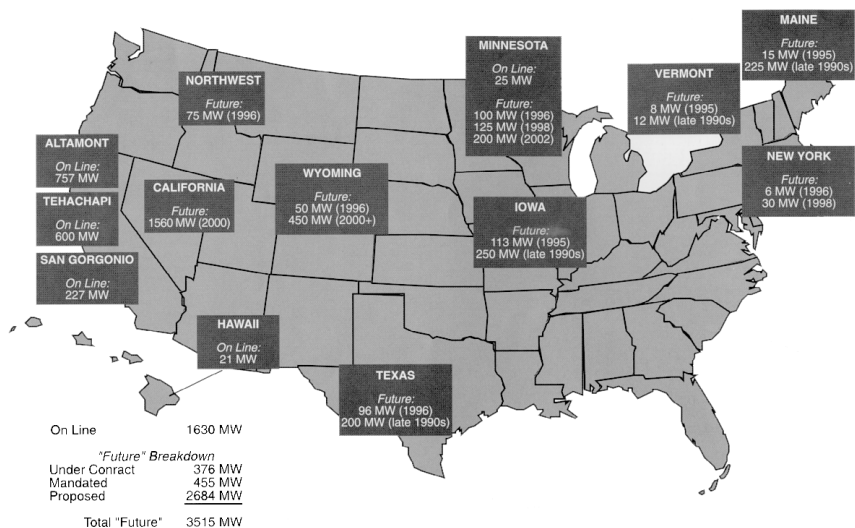 MAINE
Future:
15 MW (1995)
225 MW (late 1990s)
MINNESOTA
On Line:
25 MW
Future:
100 MW (1996)
125 MW (1998)
200 MW (2002)
VERMONT
Future:
8 MW (1995)
12 MW (late 1990s)
NORTHWEST
Future:
75 MW (1996)
ALTAMONT
On Line:
757 MW
NEW YORK
Future:
6 MW (1996)
30 MW (1998)
WYOMING
Future:
50 MW (1996)
450 MW (2000+)
CALIFORNIA
Future:
1560 MW (2000)
TEHACHAPI
On Line:
600 MW
IOWA
Future:
113 MW (1995)
250 MW (late 1990s)
SAN GORGONIO
On Line:
227 MW
HAWAII
On Line:
21 MW
TEXAS
Future:
96 MW (1996)
200 MW (late 1990s)
On Line 1630 MW
"Future" Breakdown
Under Conract 376 MW
Mandated 455 MW
Proposed 2684 MW
Total "Future" 3515 MW